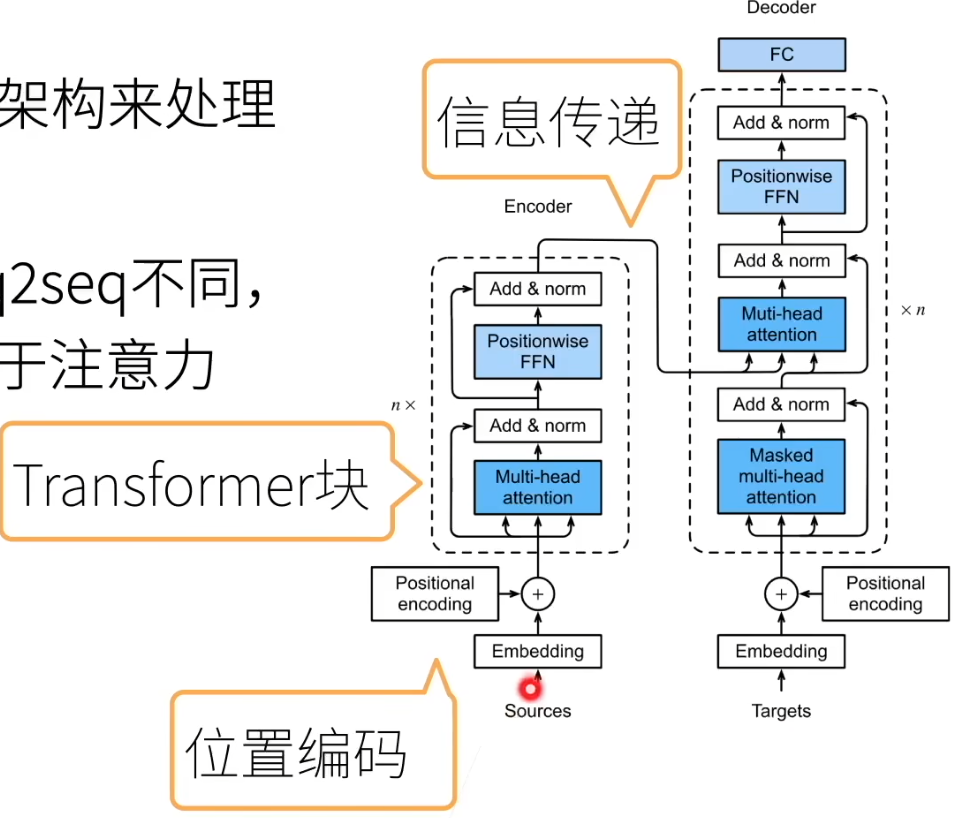 架构来处理
q2seq不同，
于注意力
Transformer块
位置编码
信息传递
Encoder
Add & norm
Positionwise
FFN
n×
Add & norm
Multi-head
attention
Positional
encoding
+
Embedding
Sources
Decoder
FC
Add & norm
Positionwise
FFN
Add & norm
× n
Muti-head
attention
Add & norm
Masked
multi-head
attention
+
Positional
encoding
Embedding
Targets